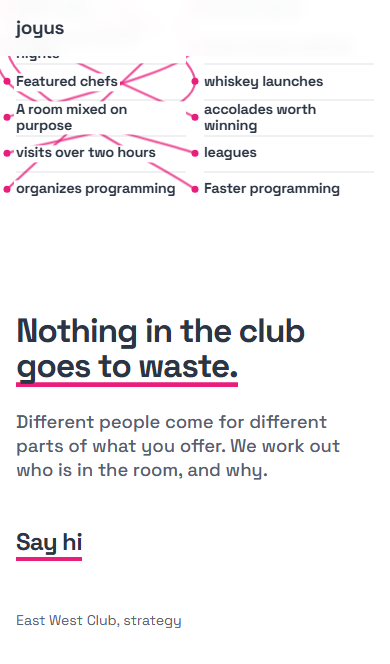 joyus
nights
Featured chefs
whiskey launches
A room mixed on
purpose
accolades worth
winning
visits over two hours
leagues
organizes programming
Faster programming
Nothing in the club
goes to waste.
Different people come for different
parts of what you offer. We work out
who is in the room, and why.
Say hi
East West Club, strategy